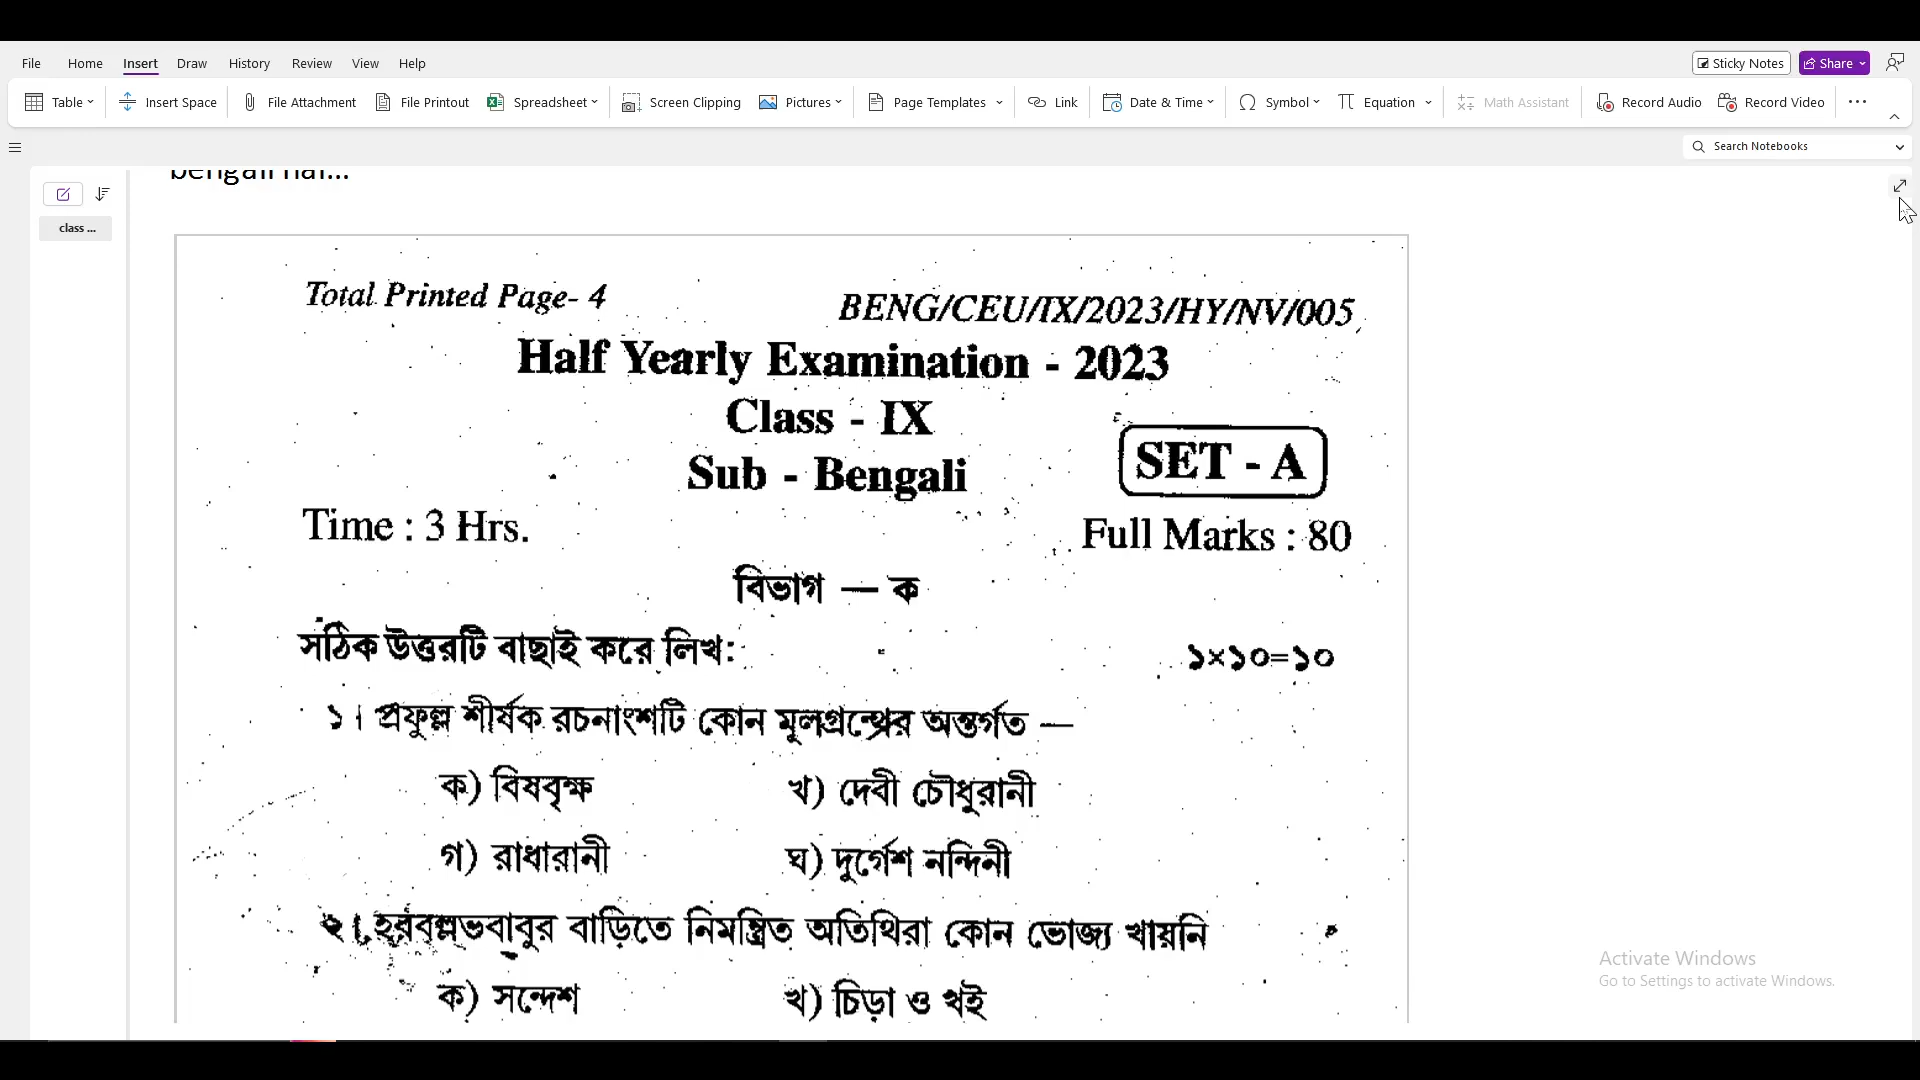 File Home Insert Draw History Review View Help Sticky Notes Share
Table Insert Space File Attachment File Printout Spreadsheet Screen Clipping Pictures Page Templates Link Date & Time Symbol Equation Math Assistant Record Audio Record Video
Search Notebooks
class ...
Total Printed Page- 4 BENG/CEU/IX/2023/HY/NV/005
Half Yearly Examination - 2023
Class - IX
SET - A
Sub - Bengali
Time : 3 Hrs. Full Marks : 80
বিভাগ — ক
সঠিক উত্তরটি বাছাই করে লিখ: ১×১০=১০
১। প্রফুল্ল শীর্ষক রচনাংশটি কোন মূলগ্রন্থের অন্তর্গত —
ক) বিষবৃক্ষ খ) দেবী চৌধুরানী
গ) রাধারানী ঘ) দুর্গেশ নন্দিনী
২। হরবল্লভবাবুর বাড়িতে নিমন্ত্রিত অতিথিরা কোন ভোজ্য খায়নি
ক) সন্দেশ খ) চিড়া ও খই
Activate Windows
Go to Settings to activate Windows.